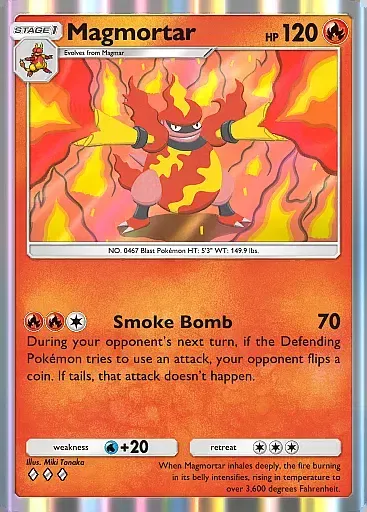 STAGE 1 Magmortar HP 120
Evolves from Magmar
NO. 0467 Blast Pokémon HT: 5'3" WT: 149.9 lbs.
Smoke Bomb 70
During your opponent's next turn, if the Defending
Pokémon tries to use an attack, your opponent flips a
coin. If tails, that attack doesn't happen.
weakness +20 retreat
Illus. Miki Tanaka
When Magmortar inhales deeply, the fire burning
in its belly intensifies, rising in temperature to
over 3,600 degrees Fahrenheit.